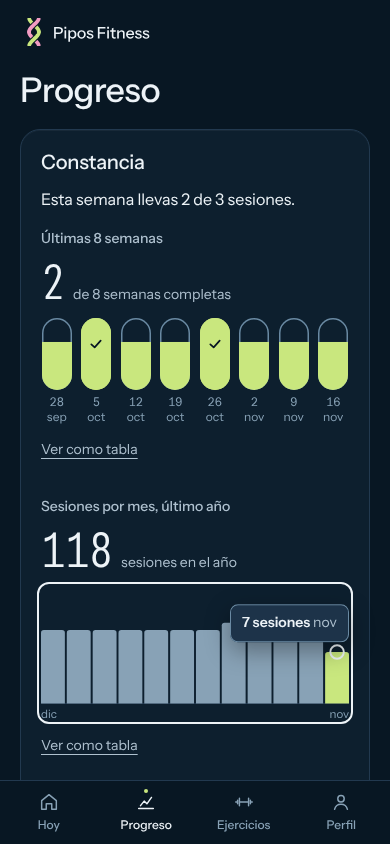 Pipos Fitness
Progreso
Constancia
Esta semana llevas 2 de 3 sesiones.
Últimas 8 semanas
2 de 8 semanas completas
28 sep
5 oct
12 oct
19 oct
26 oct
2 nov
9 nov
16 nov
Ver como tabla
Sesiones por mes, último año
118 sesiones en el año
7 sesiones nov
dic
nov
Ver como tabla
Hoy
Progreso
Ejercicios
Perfil